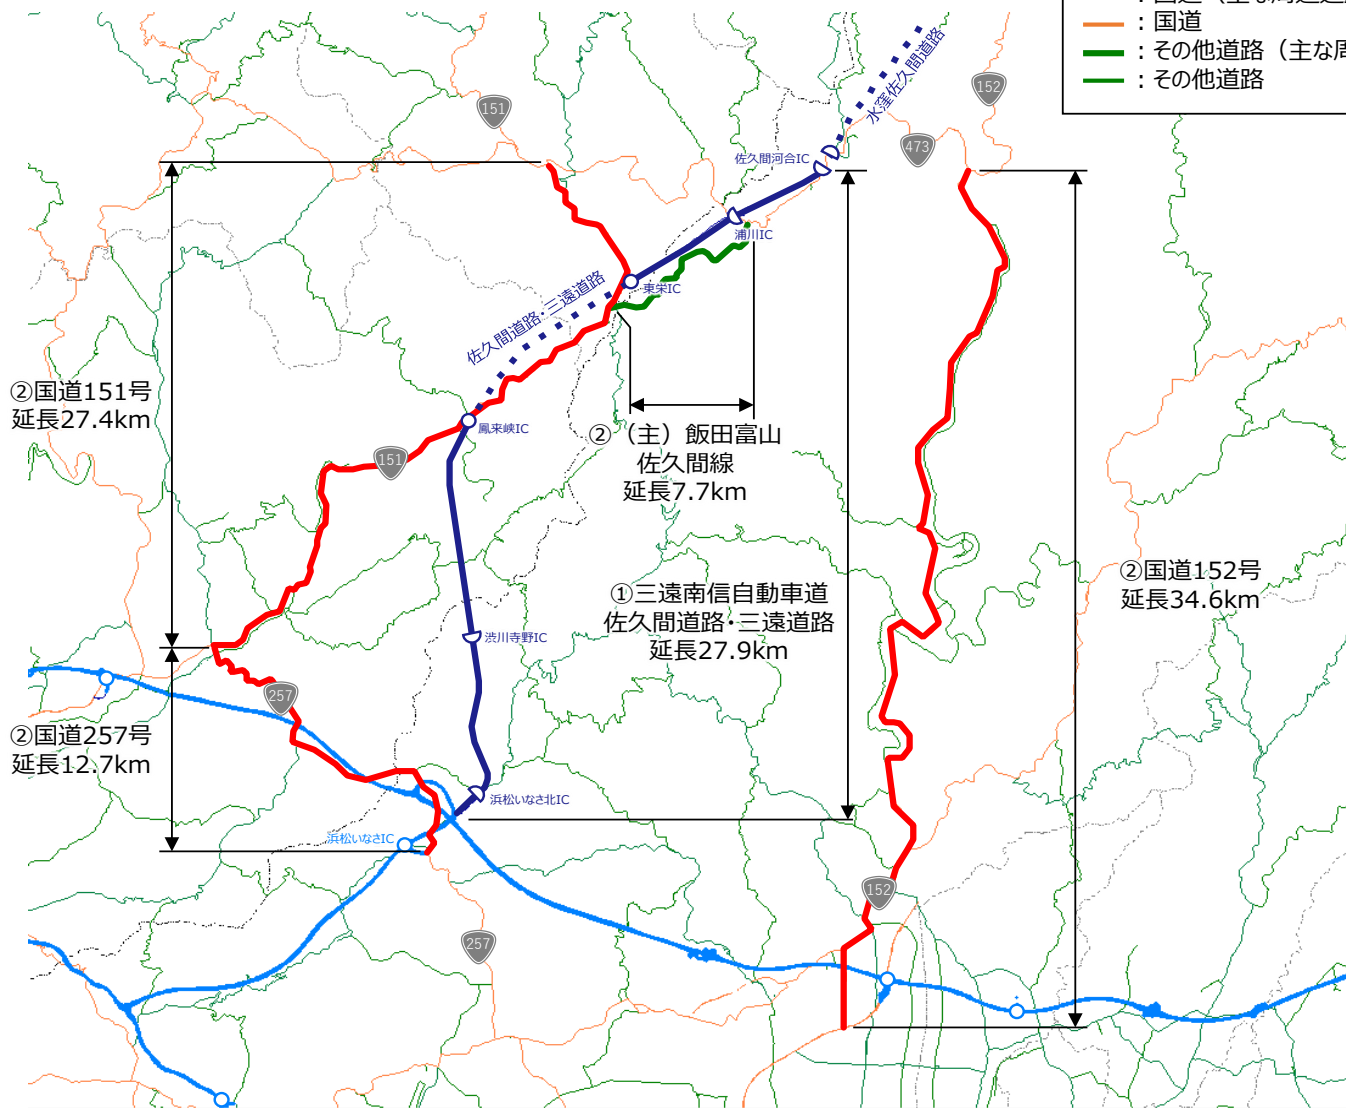 : 国道
: その他道路（主な周
: その他道路
水窪佐久間道路
151
152
473
佐久間河合IC
浦川IC
東栄IC
佐久間道路・三遠道路
②国道151号
延長27.4km
鳳来峡IC
②（主）飯田富山
佐久間線
延長7.7km
151
①三遠南信自動車道
佐久間道路・三遠道路
延長27.9km
②国道152号
延長34.6km
渋川寺野IC
257
②国道257号
延長12.7km
浜松いなさ北IC
浜松いなさIC
152
257